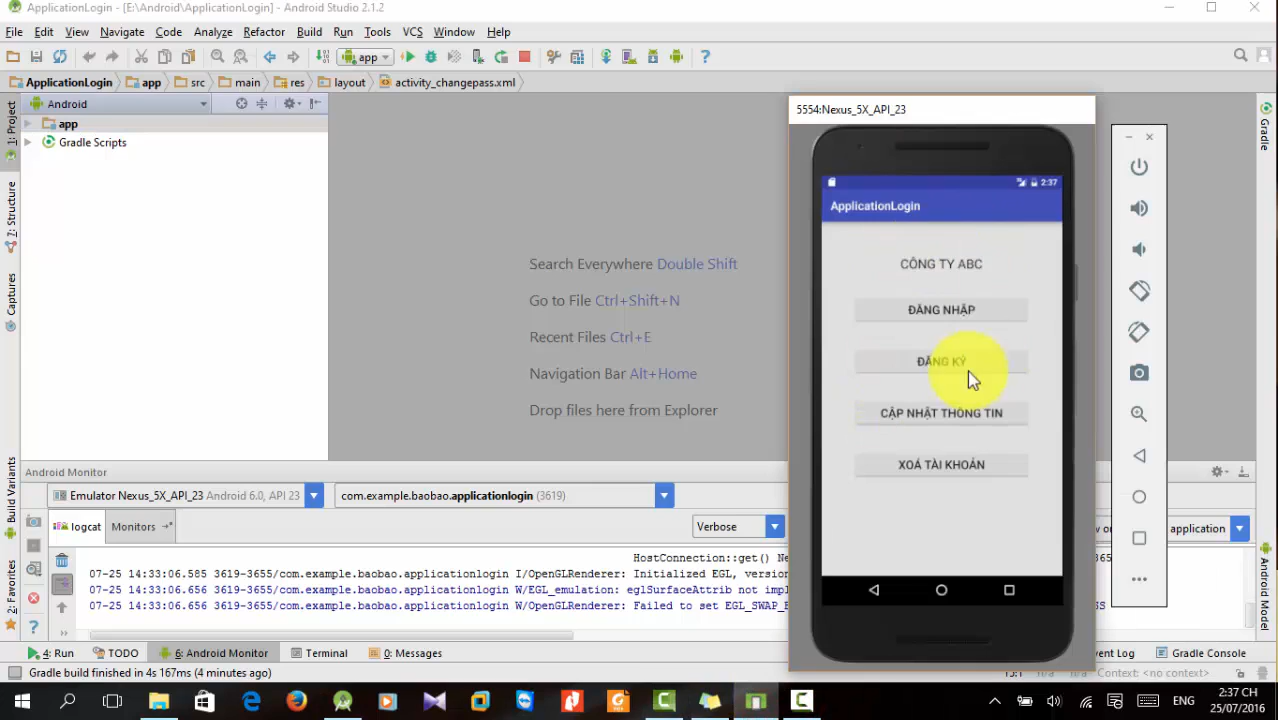 ApplicationLogin - [E:\Android\ApplicationLogin] - Android Studio 2.1.2
File Edit View Navigate Code Analyze Refactor Build Run Tools VCS Window Help
app
ApplicationLogin app src main res layout activity_changepass.xml
Android
app
Gradle Scripts
1: Project
7: Structure
Captures
Build Variants
2: Favorites
Gradle
Android Model
Search Everywhere Double Shift
Go to File Ctrl+Shift+N
Recent Files Ctrl+E
Navigation Bar Alt+Home
Drop files here from Explorer
5554:Nexus_5X_API_23
2:37
ApplicationLogin
CÔNG TY ABC
ĐĂNG NHẬP
ĐĂNG KÝ
CẬP NHẬT THÔNG TIN
XOÁ TÀI KHOẢN
Android Monitor
Emulator Nexus_5X_API_23 Android 6.0, API 23
com.example.baobao.applicationlogin (3619)
logcat Monitors
Verbose
application
HostConnection::get()
07-25 14:33:06.585 3619-3655/com.example.baobao.applicationlogin I/OpenGLRenderer: Initialized EGL, version
07-25 14:33:06.656 3619-3655/com.example.baobao.applicationlogin W/EGL_emulation: eglSurfaceAttrib not impl
07-25 14:33:06.656 3619-3655/com.example.baobao.applicationlogin W/OpenGLRenderer: Failed to set EGL_SWAP_B
4: Run TODO 6: Android Monitor Terminal 0: Messages
vent Log Gradle Console
Gradle build finished in 4s 167ms (4 minutes ago)
n/a n/a Context: <no context>
ENG
2:37 CH
25/07/2016